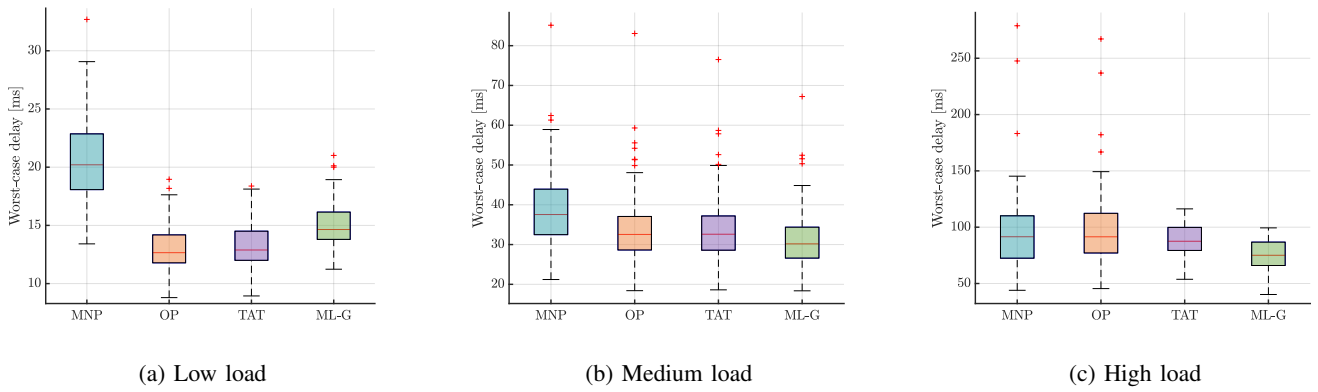 Worst-case delay [ms]
30
25
20
15
10
MNP OP TAT ML-G
(a) Low load
Worst-case delay [ms]
80
70
60
50
40
30
20
MNP OP TAT ML-G
(b) Medium load
Worst-case delay [ms]
250
200
150
100
50
MNP OP TAT ML-G
(c) High load